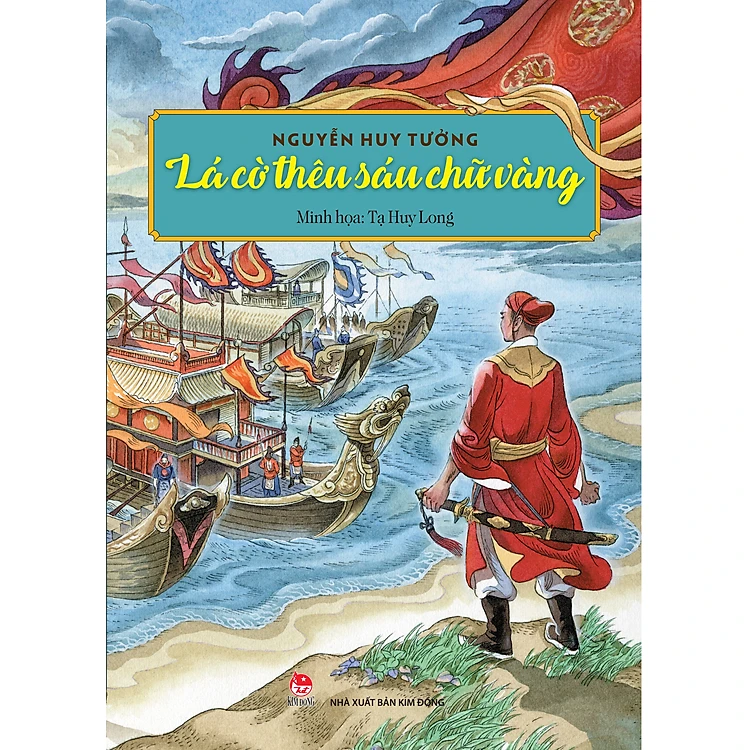 NGUYỄN HUY TƯỞNG
Lá cờ thêu sáu chữ vàng
Minh họa: Tạ Huy Long
KIM ĐỒNG
NHÀ XUẤT BẢN KIM ĐỒNG